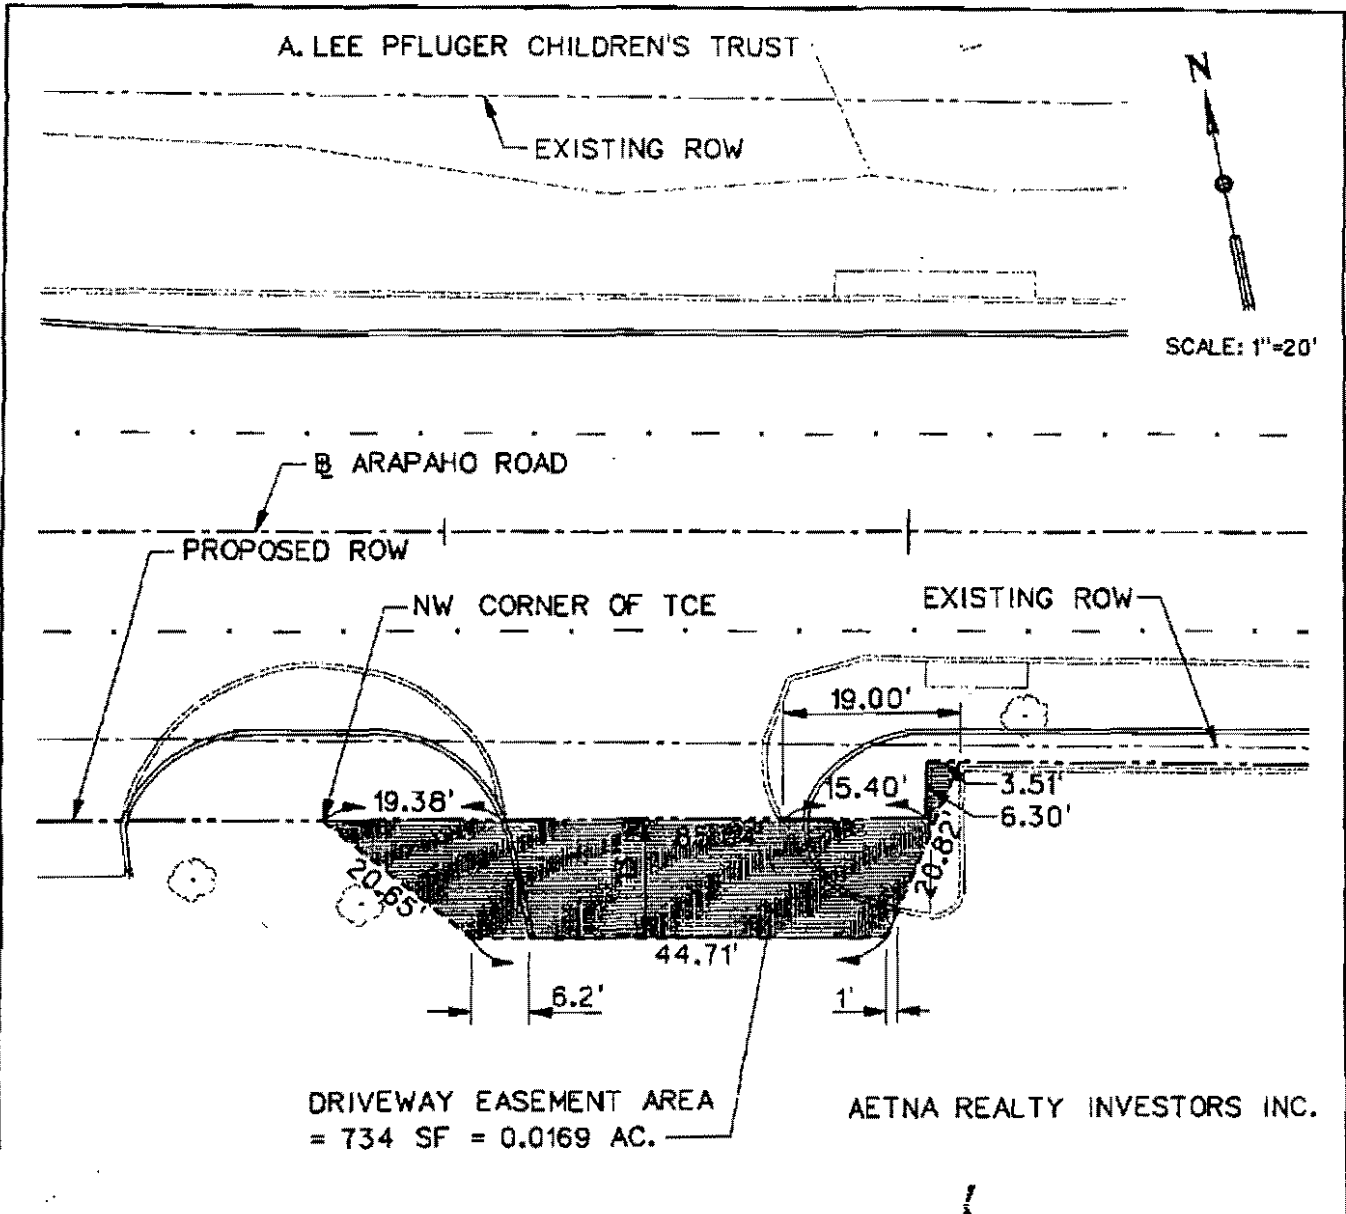 A. LEE PFLUGER CHILDREN'S TRUST
N
EXISTING ROW
SCALE: 1"=20'
B ARAPAHO ROAD
PROPOSED ROW
NW CORNER OF TCE
EXISTING ROW
19.00'
19.38'
15.40'
3.51'
6.30'
20.65'
20.82'
44.71'
6.2'
1'
DRIVEWAY EASEMENT AREA
= 734 SF = 0.0169 AC.
AETNA REALTY INVESTORS INC.